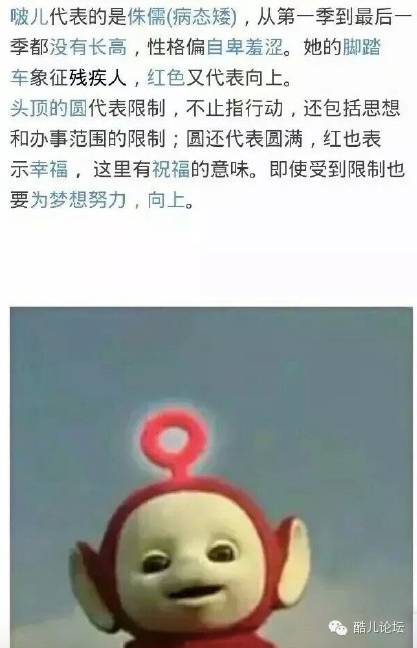 啵儿代表的是侏儒(病态矮)，从第一季到最后一
季都没有长高，性格偏自卑羞涩。她的脚踏
车象征残疾人，红色又代表向上。
头顶的圆代表限制，不止指行动，还包括思想
和办事范围的限制；圆还代表圆满，红也表
示幸福，这里有祝福的意味。即使受到限制也
要为梦想努力，向上。
酷儿论坛